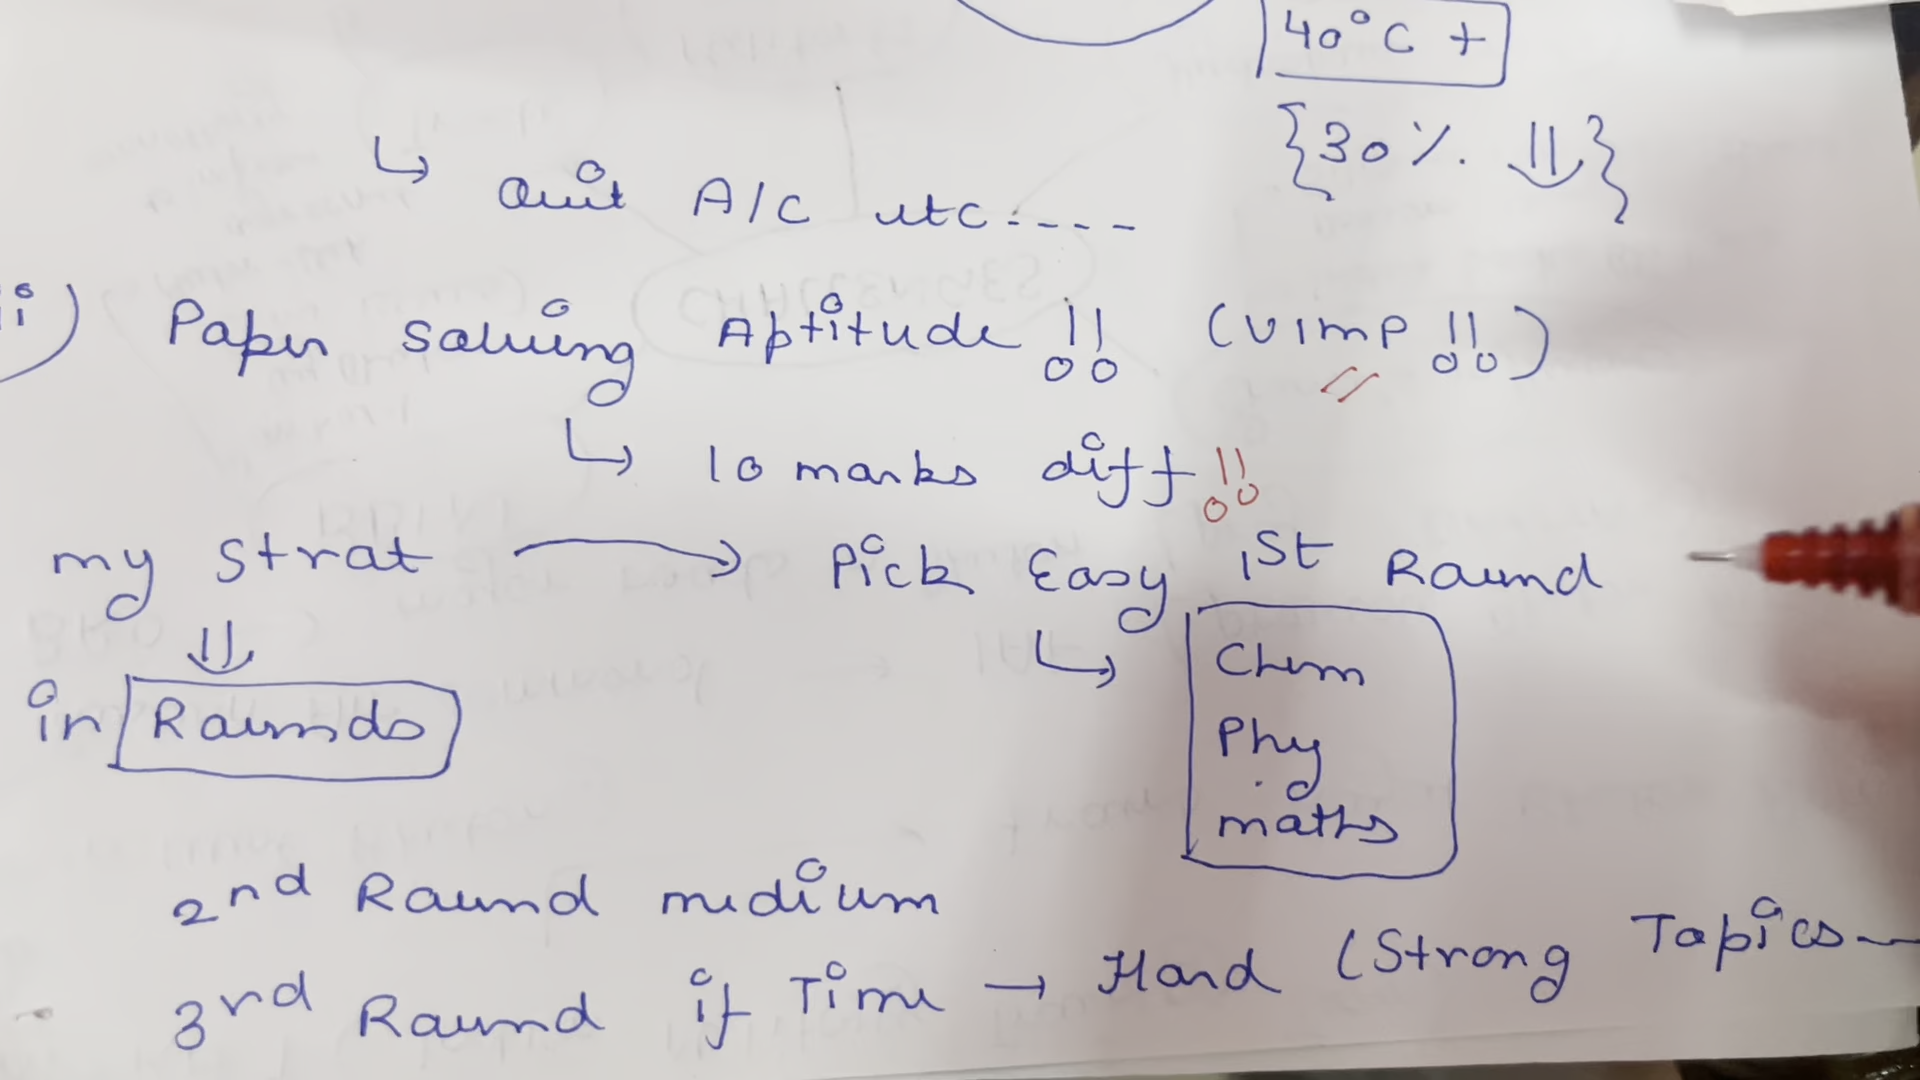 40°C +
{30%. ⇓}
↳ Quit A/C etc:----
ii) Paper Solving Aptitude !! (VIMP !!)
↳ 10 marks diff !!
my Strat → Pick Easy 1st Round
⇓ ↳ Chem
in Rounds Phy
maths
2nd Round medium
3rd Round if Time → Hard (Strong Topics